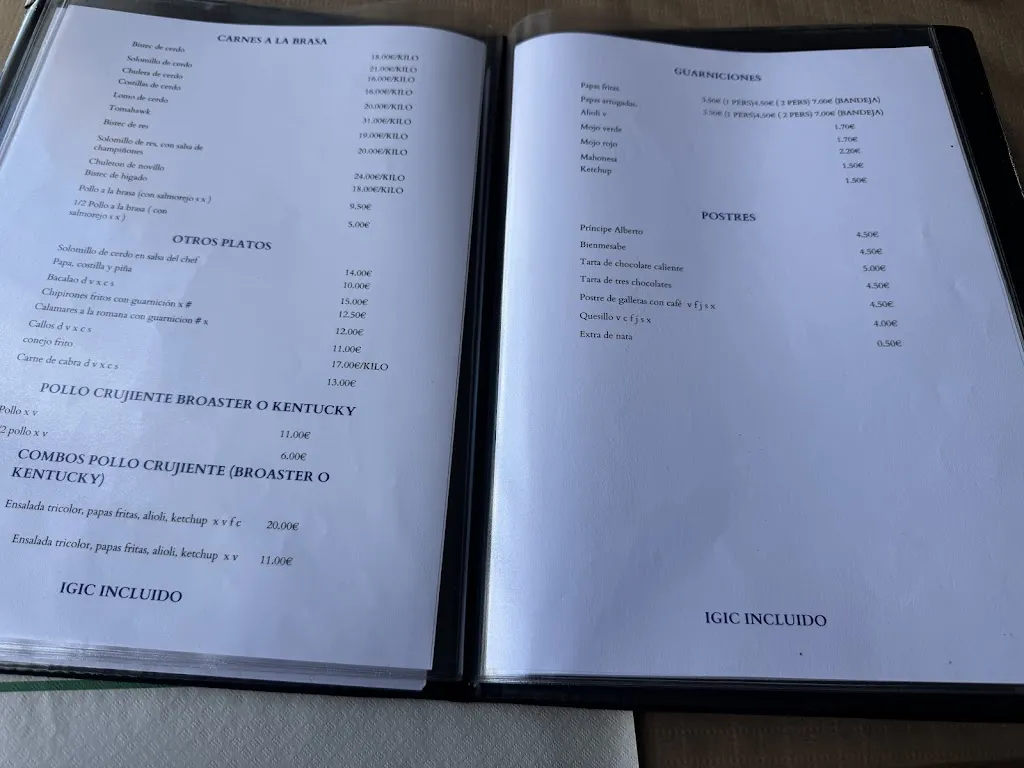 CARNES A LA BRASA
Bistec de cerdo 18.00€/KILO
Solomillo de cerdo 21.00€/KILO
Chuleta de cerdo 16.00€/KILO
Costillas de cerdo 16.00€/KILO
Lomo de cerdo 20.00€/KILO
Tomahawk 31.00€/KILO
Bistec de res 19.00€/KILO
Solomillo de res, con salsa de
champiñones 20.00€/KILO
Chuleton de novillo 24.00€/KILO
Bistec de higado 18.00€/KILO
Pollo a la brasa (con salmorejo s x ) 9.50€
1/2 Pollo a la brasa ( con
salmorejo s x ) 5.00€
OTROS PLATOS
Solomillo de cerdo en salsa del chef 14.00€
Papa, costilla y piña 10.00€
Bacalao d v x c s 15.00€
Chipirones fritos con guarnición x # 12.50€
Calamares a la romana con guarnicion # x 12.00€
Callos d v x c s 11.00€
conejo frito 17.00€/KILO
Carne de cabra d v x c s 13.00€
POLLO CRUJIENTE BROASTER O KENTUCKY
Pollo x v 11.00€
/2 pollo x v 6.00€
COMBOS POLLO CRUJIENTE (BROASTER O
KENTUCKY)
Ensalada tricolor, papas fritas, alioli, ketchup x v f c 20.00€
Ensalada tricolor, papas fritas, alioli, ketchup x v 11.00€
IGIC INCLUIDO
GUARNICIONES
Papas fritas 3.50€ (1 PERS)4.50€ ( 2 PERS) 7.00€ (BANDEJA)
Papas arrugadas, 3.50€ (1 PERS)4.50€ ( 2 PERS) 7.00€ (BANDEJA)
Alioli v 1.70€
Mojo verde 1.70€
Mojo rojo 2.20€
Mahonesa 1.50€
Ketchup 1.50€
POSTRES
Príncipe Alberto 4.50€
Bienmesabe 4.50€
Tarta de chocolate caliente 5.00€
Tarta de tres chocolates 4.50€
Postre de galletas con café v f j s x 4.50€
Quesillo v c f j s x 4.00€
Extra de nata 0.50€
IGIC INCLUIDO